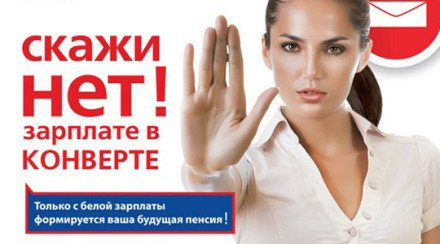 скажи
нет!
зарплате в
КОНВЕРТЕ
Только с белой зарплаты
формируется ваша будущая пенсия!